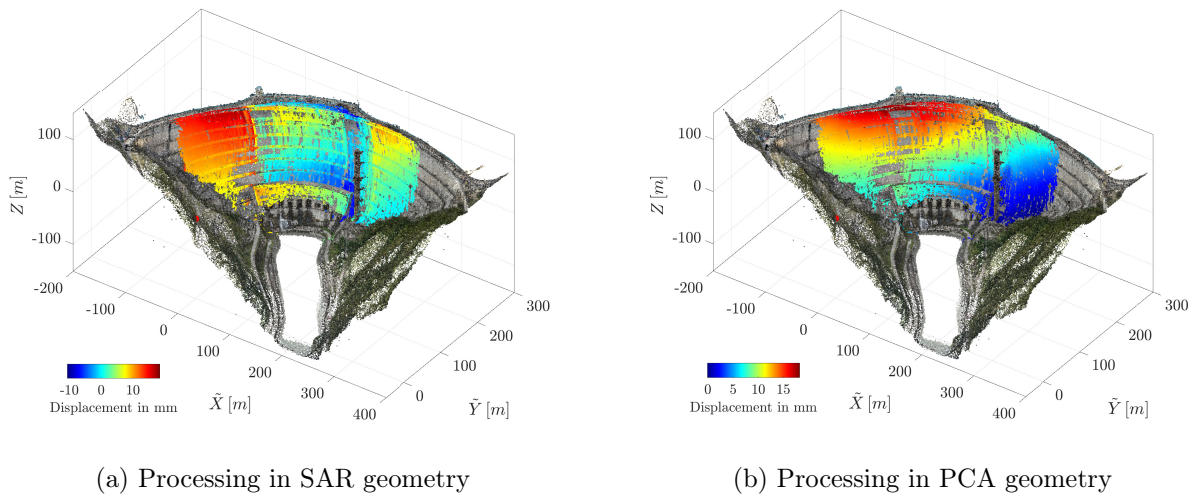 100
0
-100
Z [m]
-200
-100
0
100
200
300
400
300
200
100
0
-10 0 10
Displacement in mm
X̃ [m]
Ỹ [m]
(a) Processing in SAR geometry
100
0
-100
Z [m]
-200
-100
0
100
200
300
400
300
200
100
0
0 5 10 15
Displacement in mm
X̃ [m]
Ỹ [m]
(b) Processing in PCA geometry